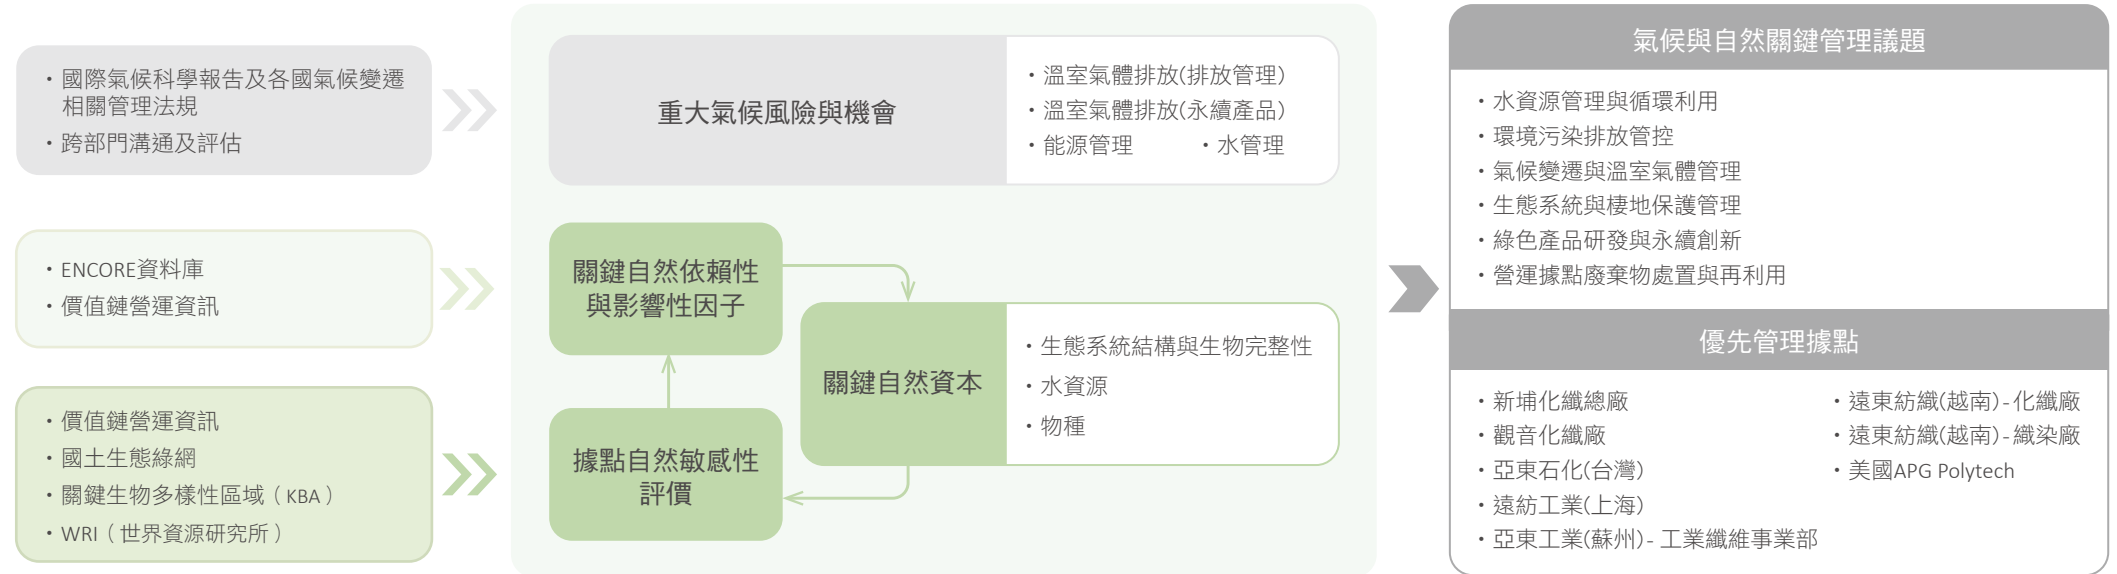 ・國際氣候科學報告及各國氣候變遷
相關管理法規
・跨部門溝通及評估
・ENCORE資料庫
・價值鏈營運資訊
・價值鏈營運資訊
・國土生態綠網
・關鍵生物多樣性區域（KBA）
・WRI（世界資源研究所）
重大氣候風險與機會
・溫室氣體排放(排放管理)
・溫室氣體排放(永續產品)
・能源管理 ・水管理
關鍵自然依賴性
與影響性因子
關鍵自然資本
・生態系統結構與生物完整性
・水資源
・物種
據點自然敏感性
評價
氣候與自然關鍵管理議題
・水資源管理與循環利用
・環境污染排放管控
・氣候變遷與溫室氣體管理
・生態系統與棲地保護管理
・綠色產品研發與永續創新
・營運據點廢棄物處置與再利用
優先管理據點
・新埔化纖總廠
・觀音化纖廠
・亞東石化(台灣)
・遠紡工業(上海)
・亞東工業(蘇州) - 工業纖維事業部
・遠東紡織(越南) - 化纖廠
・遠東紡織(越南) - 織染廠
・美國APG Polytech